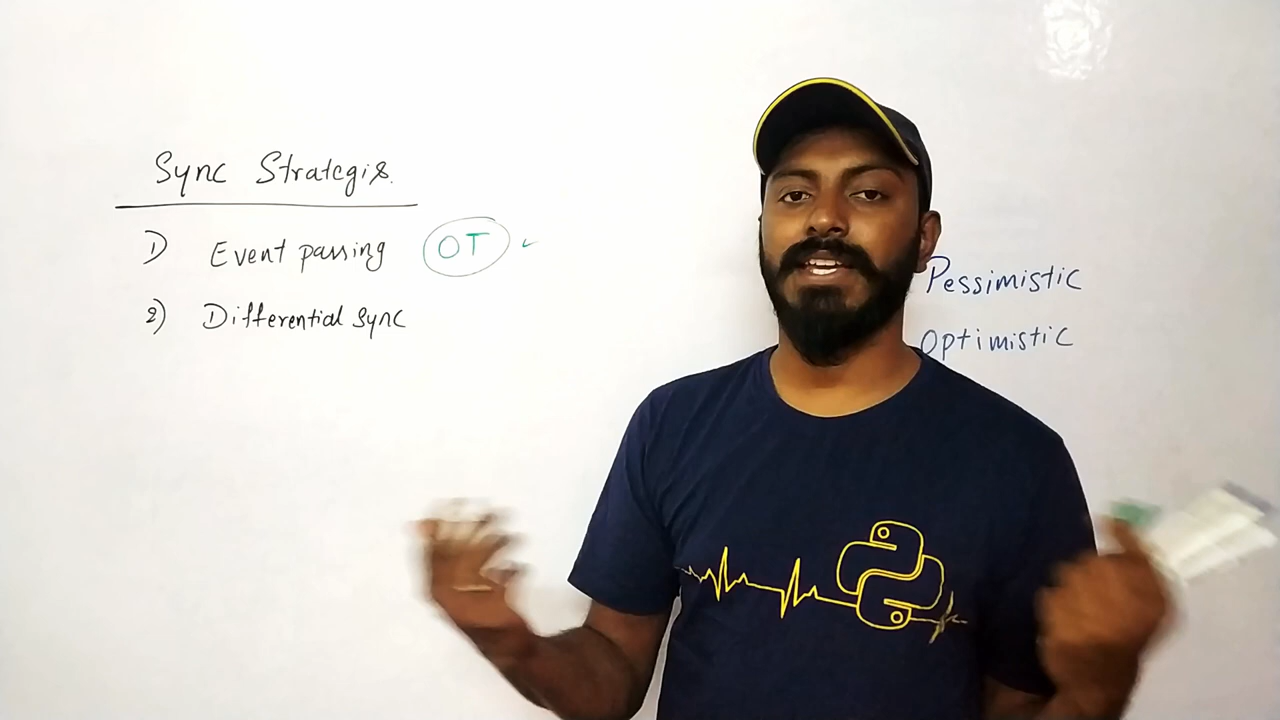 Sync Strategis.
1) Event passing OT ✓
2) Differential Sync
Pessimistic
Optimistic